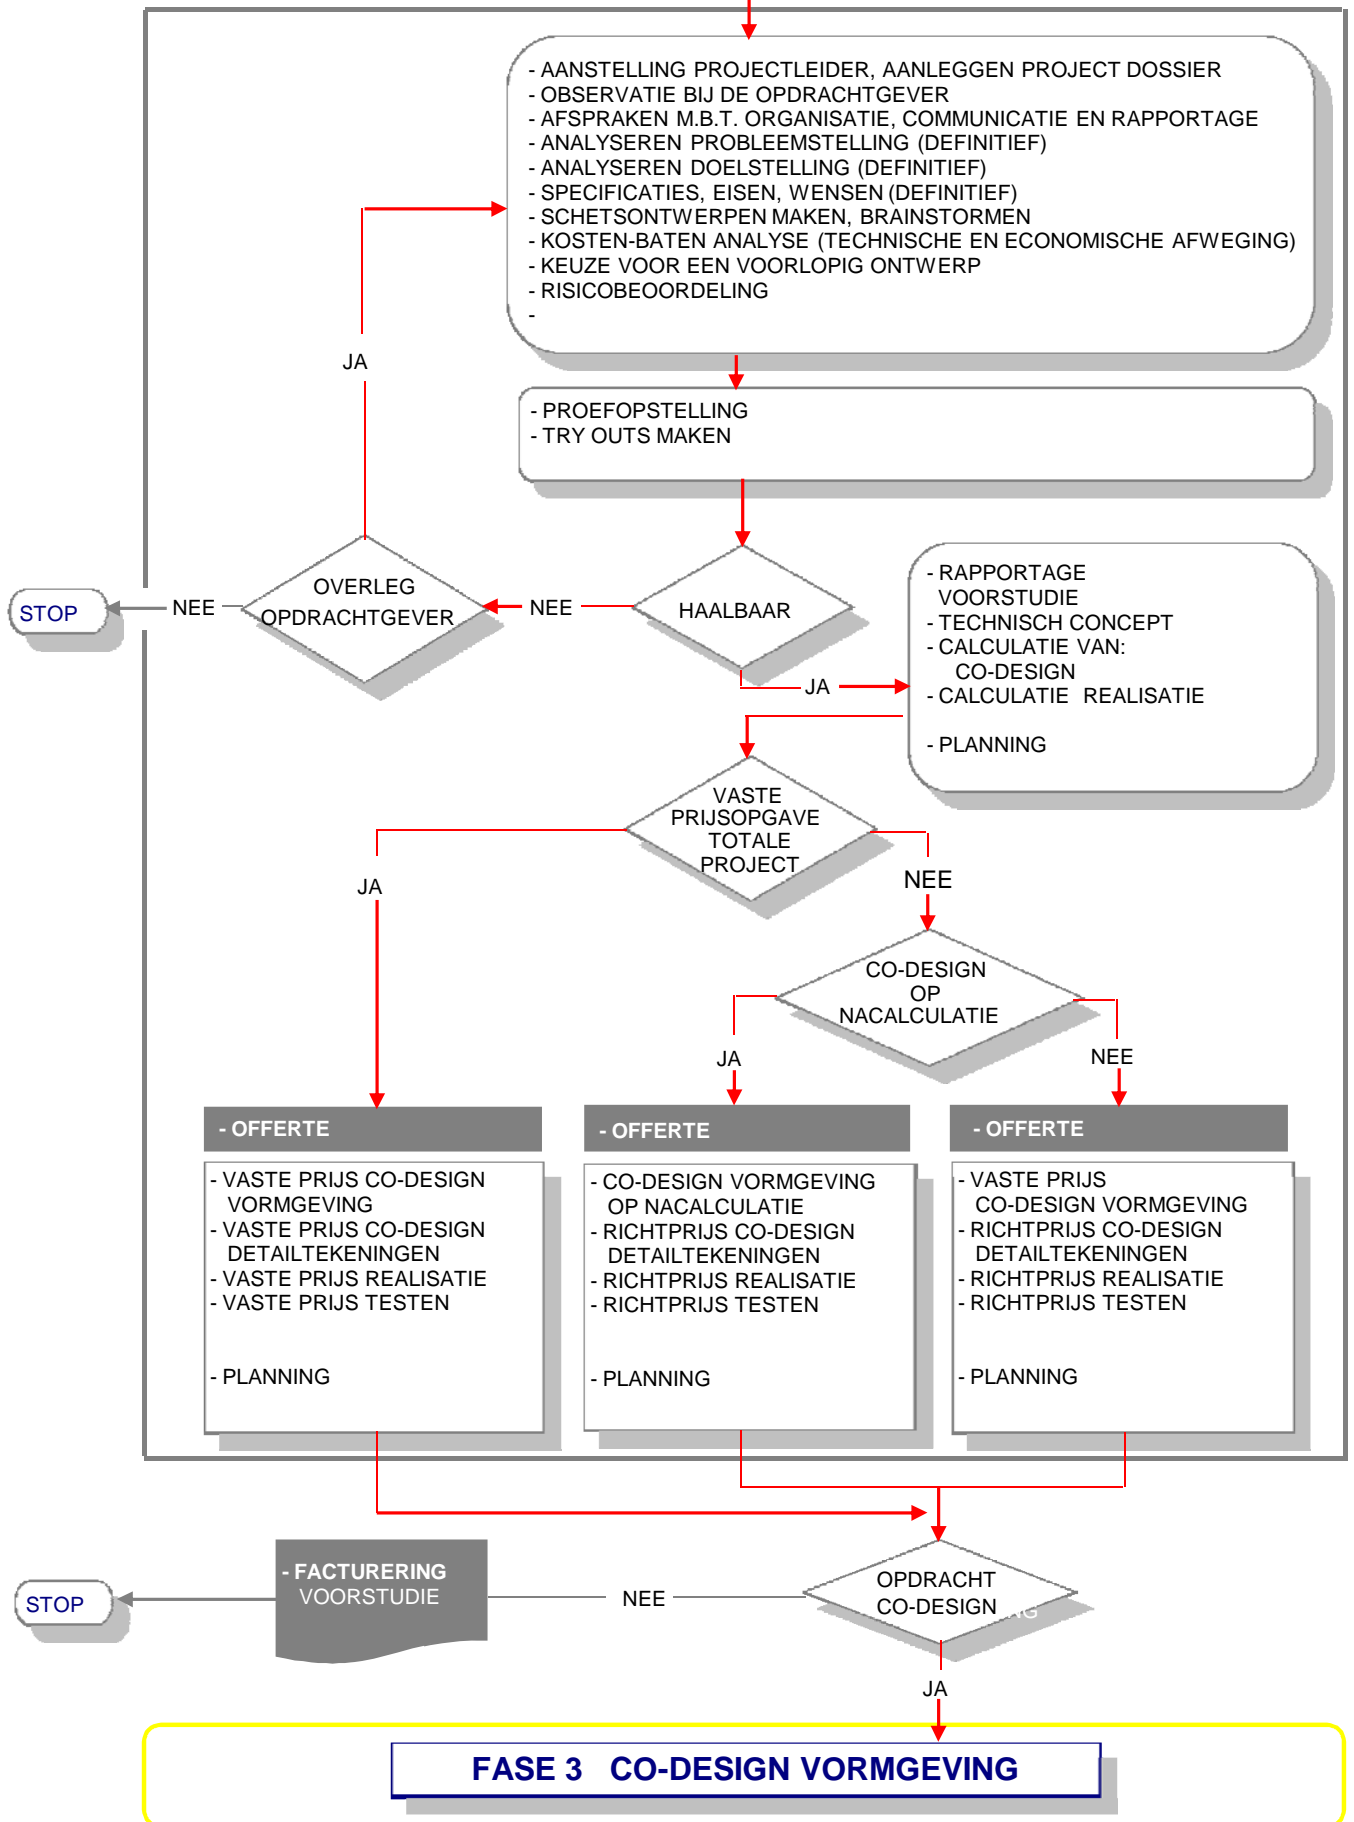 - AANSTELLING PROJECTLEIDER, AANLEGGEN PROJECT DOSSIER
- OBSERVATIE BIJ DE OPDRACHTGEVER
- AFSPRAKEN M.B.T. ORGANISATIE, COMMUNICATIE EN RAPPORTAGE
- ANALYSEREN PROBLEEMSTELLING (DEFINITIEF)
- ANALYSEREN DOELSTELLING (DEFINITIEF)
- SPECIFICATIES, EISEN, WENSEN (DEFINITIEF)
- SCHETSONTWERPEN MAKEN, BRAINSTORMEN
- KOSTEN-BATEN ANALYSE (TECHNISCHE EN ECONOMISCHE AFWEGING)
- KEUZE VOOR EEN VOORLOPIG ONTWERP
- RISICOBEOORDELING
-
JA
- PROEFOPSTELLING
- TRY OUTS MAKEN
STOP
NEE
OVERLEG
OPDRACHTGEVER
NEE
HAALBAAR
JA
- RAPPORTAGE
VOORSTUDIE
- TECHNISCH CONCEPT
- CALCULATIE VAN:
CO-DESIGN
- CALCULATIE REALISATIE
- PLANNING
VASTE
PRIJSOPGAVE
TOTALE
PROJECT
JA
NEE
CO-DESIGN
OP
NACALCULATIE
JA
NEE
- OFFERTE
- VASTE PRIJS CO-DESIGN
VORMGEVING
- VASTE PRIJS CO-DESIGN
DETAILTEKENINGEN
- VASTE PRIJS REALISATIE
- VASTE PRIJS TESTEN
- PLANNING
- OFFERTE
- CO-DESIGN VORMGEVING
OP NACALCULATIE
- RICHTPRIJS CO-DESIGN
DETAILTEKENINGEN
- RICHTPRIJS REALISATIE
- RICHTPRIJS TESTEN
- PLANNING
- OFFERTE
- VASTE PRIJS
CO-DESIGN VORMGEVING
- RICHTPRIJS CO-DESIGN
DETAILTEKENINGEN
- RICHTPRIJS REALISATIE
- RICHTPRIJS TESTEN
- PLANNING
STOP
- FACTURERING
VOORSTUDIE
NEE
OPDRACHT
CO-DESIGN
JA
FASE 3 CO-DESIGN VORMGEVING